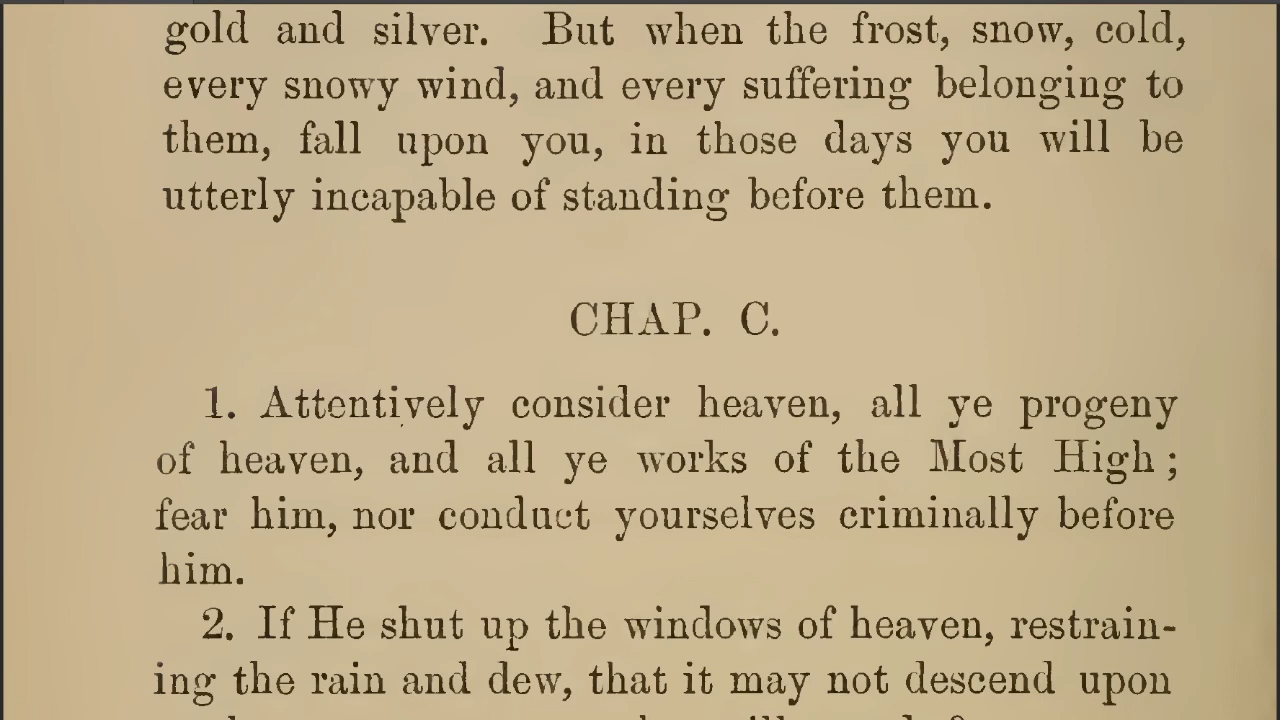 gold and silver. But when the frost, snow, cold,
every snowy wind, and every suffering belonging to
them, fall upon you, in those days you will be
utterly incapable of standing before them.
CHAP. C.
1. Attentively consider heaven, all ye progeny
of heaven, and all ye works of the Most High;
fear him, nor conduct yourselves criminally before
him.
2. If He shut up the windows of heaven, restrain-
ing the rain and dew, that it may not descend upon